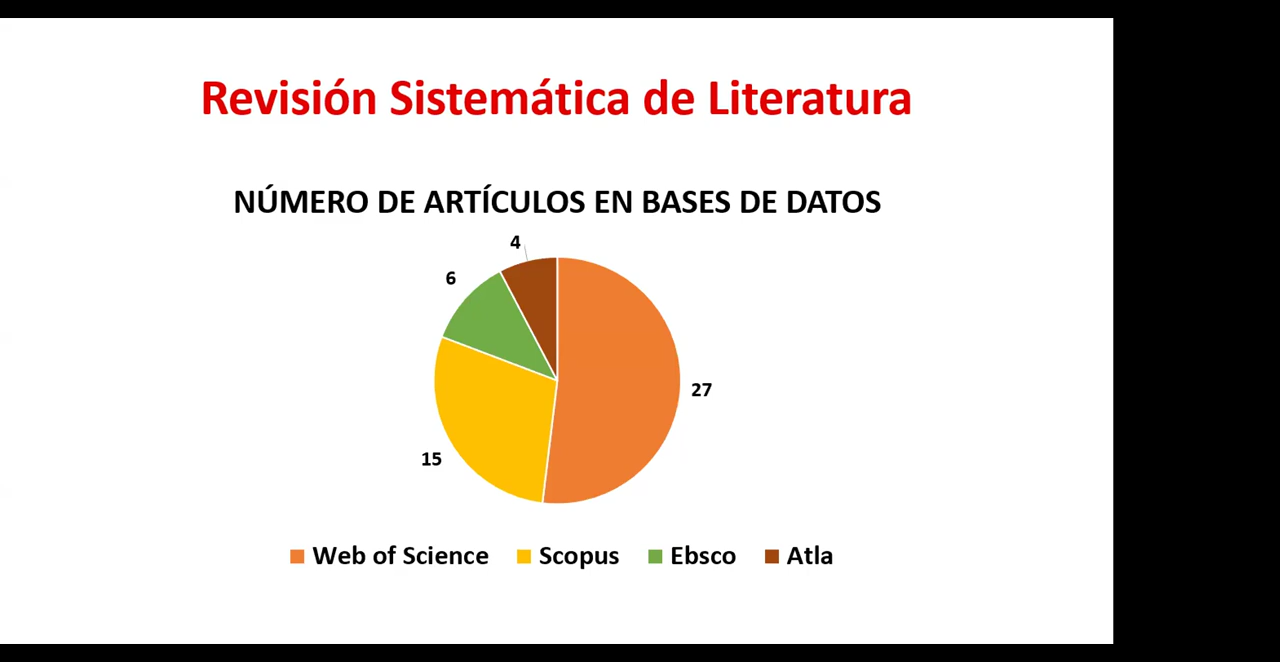 Revisión Sistemática de Literatura
NÚMERO DE ARTÍCULOS EN BASES DE DATOS
4
6
27
15
Web of Science Scopus Ebsco Atla